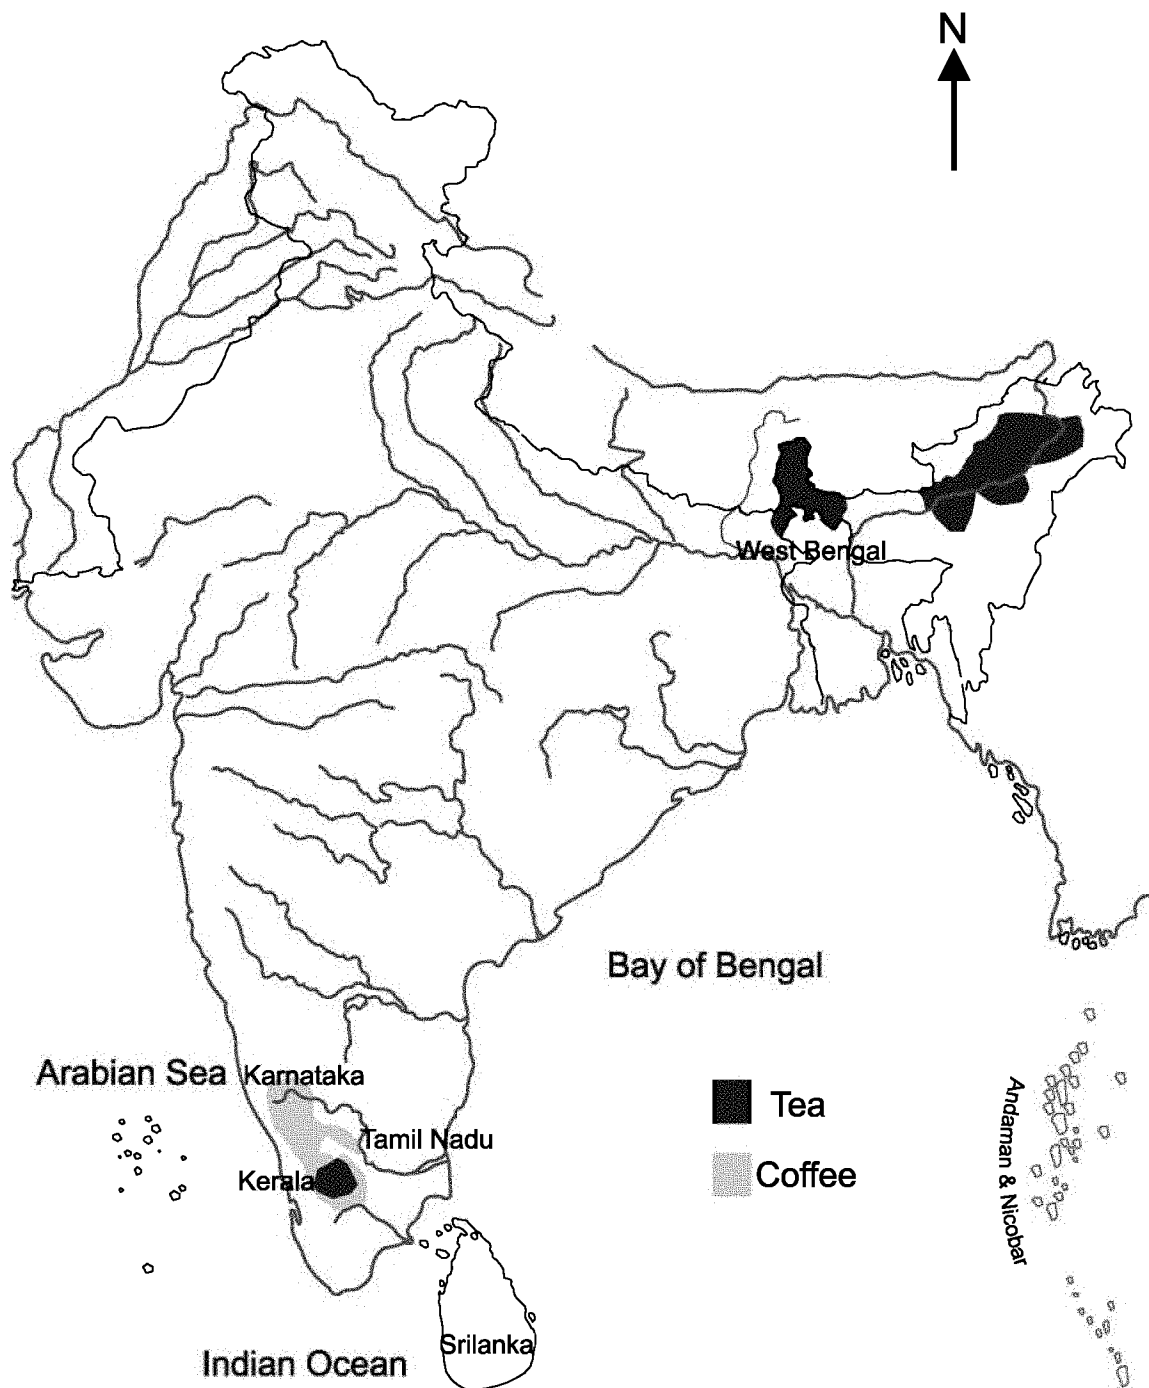 N
West Bengal
Bay of Bengal
Arabian Sea
Karnataka
Tea
Tamil Nadu
Coffee
Kerala
Andaman & Nicobar
Srilanka
Indian Ocean